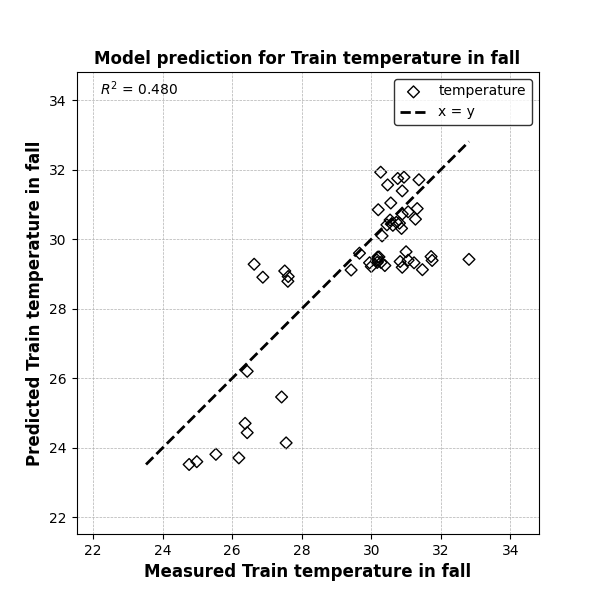 Model prediction for Train temperature in fall
R² = 0.480
temperature
x = y
34
32
30
28
26
24
22
Predicted Train temperature in fall
22 24 26 28 30 32 34
Measured Train temperature in fall